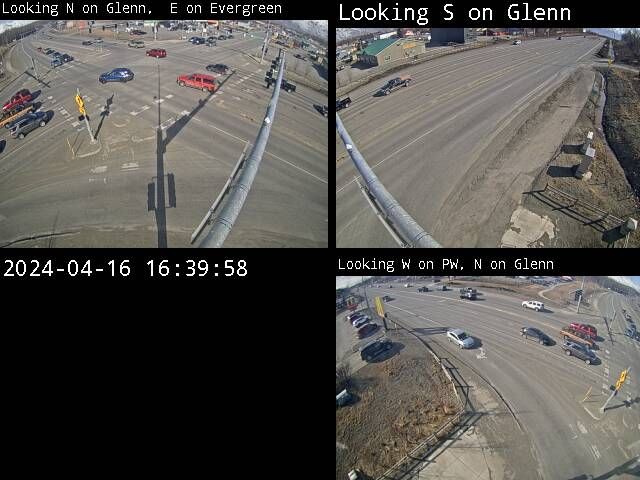 Looking N on Glenn,  E on Evergreen
Looking S on Glenn
2024-04-16 16:39:58
Looking W on PW, N on Glenn